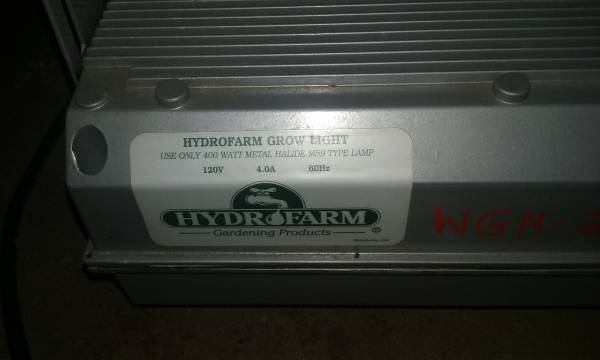 HYDROFARM GROW LIGHT
USE ONLY 400 WATT METAL HALIDE M59 TYPE LAMP
120V 4.0A 60Hz
HYDROFARM
Gardening Products ®
WGH-